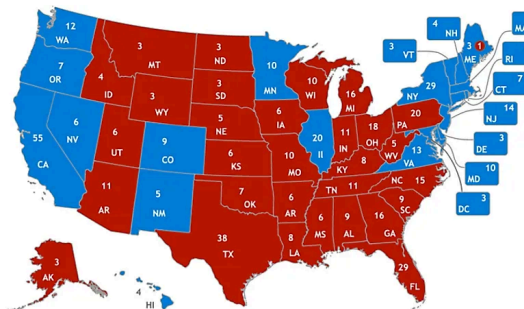 12
WA
7
OR
55
CA
6
NV
4
ID
3
MT
3
WY
6
UT
9
CO
11
AR
5
NM
3
ND
3
SD
5
NE
6
KS
7
OK
38
TX
10
MN
6
IA
10
MO
6
AR
8
LA
10
WI
20
16
MI
11
IN
18
OH
8
KY
TN 11
6
MS
9
AL
16
GA
29
FL
9
SC
NC 15
13
VA
5
WV
20
PA
29
NY
3
VT
4
NH
3
ME
1
MA
RI
CT 7
14
NJ
3
DE
10
MD
3
DC
3
AK
4
HI